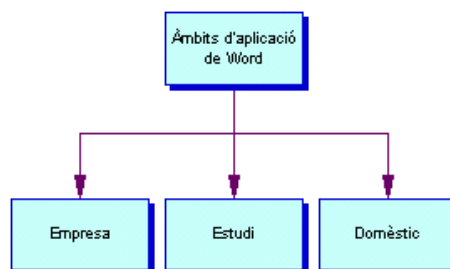 Àmbits d'aplicació
de Word
Empresa
Estudi
Domèstic